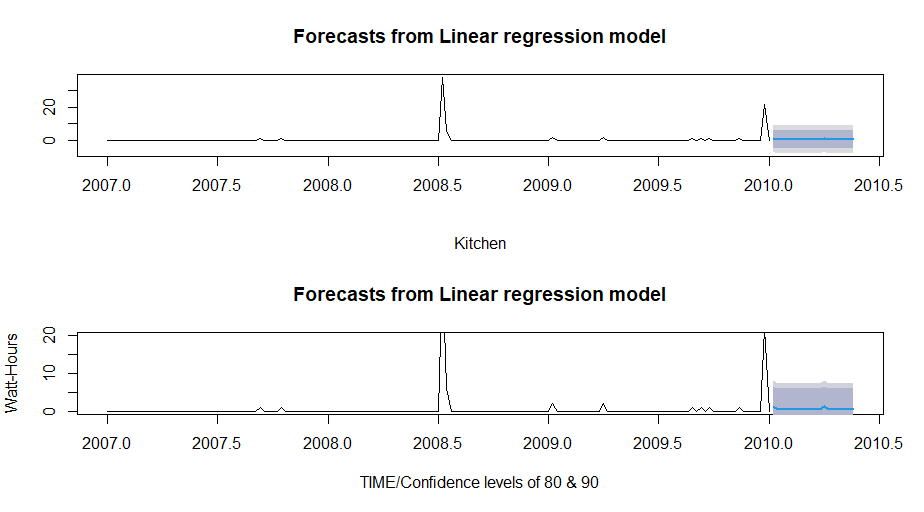 Forecasts from Linear regression model
20
0
2007.0 2007.5 2008.0 2008.5 2009.0 2009.5 2010.0 2010.5
Kitchen
Forecasts from Linear regression model
Watt-Hours
20
10
0
2007.0 2007.5 2008.0 2008.5 2009.0 2009.5 2010.0 2010.5
TIME/Confidence levels of 80 & 90